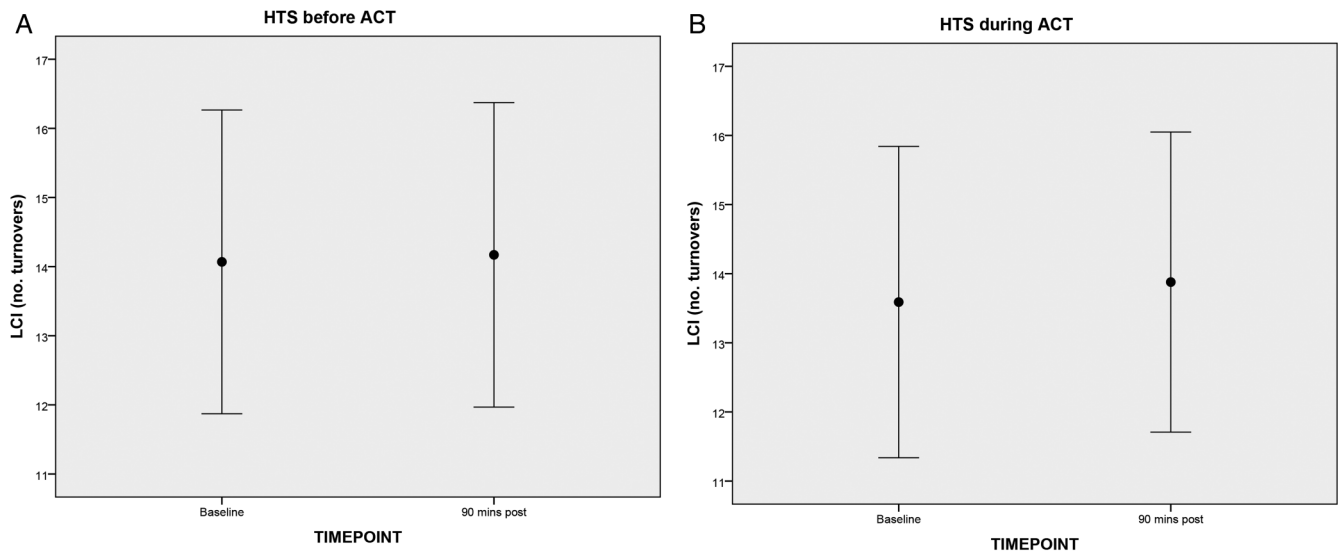 A
HTS before ACT
17
16
15
14
13
12
11
LCI (no. turnovers)
Baseline
90 mins post
TIMEPOINT
B
HTS during ACT
17
16
15
14
13
12
11
LCI (no. turnovers)
Baseline
90 mins post
TIMEPOINT